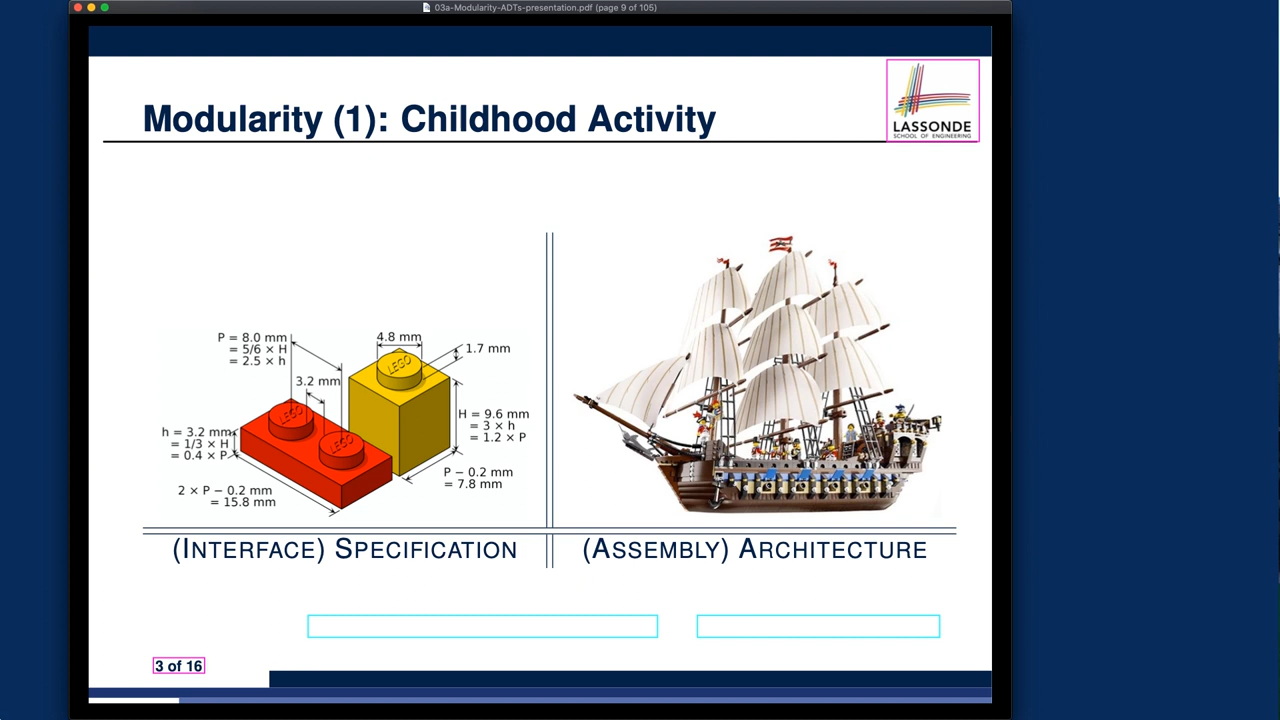 03a-Modularity-ADTs-presentation.pdf (page 9 of 105)
Modularity (1): Childhood Activity
LASSONDE
SCHOOL OF ENGINEERING
P = 8.0 mm
= 5/6 × H
= 2.5 × h
3.2 mm
4.8 mm
1.7 mm
LEGO
LEGO
LEGO
h = 3.2 mm
= 1/3 × H
= 0.4 × P
H = 9.6 mm
= 3 × h
= 1.2 × P
P − 0.2 mm
= 7.8 mm
2 × P − 0.2 mm
= 15.8 mm
(INTERFACE) SPECIFICATION
(ASSEMBLY) ARCHITECTURE
3 of 16